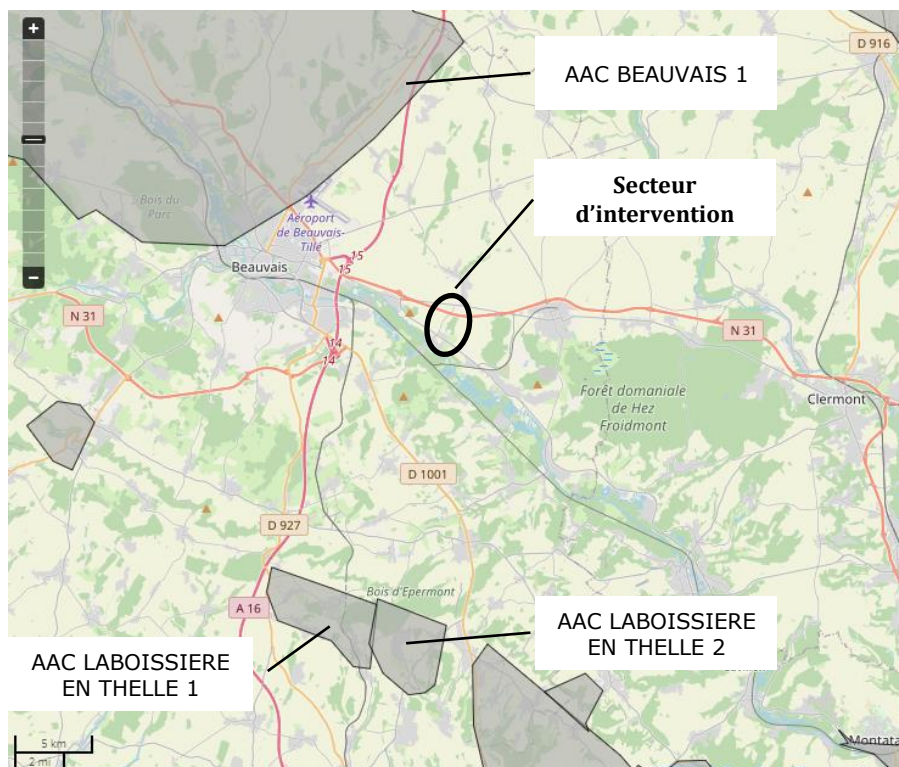 +
D 916
AAC BEAUVAIS 1
Secteur
d'intervention
Bois du
Parc
Aéroport
de Beauvais-
Tillé
15
15
Beauvais
N 31
N 31
14
14
Forêt domaniale
de Hez
Froidmont
Clermont
D 1001
D 927
A 16
Bois d'Epermont
AAC LABOISSIERE
EN THELLE 2
AAC LABOISSIERE
EN THELLE 1
5 km
2 mi
Montata